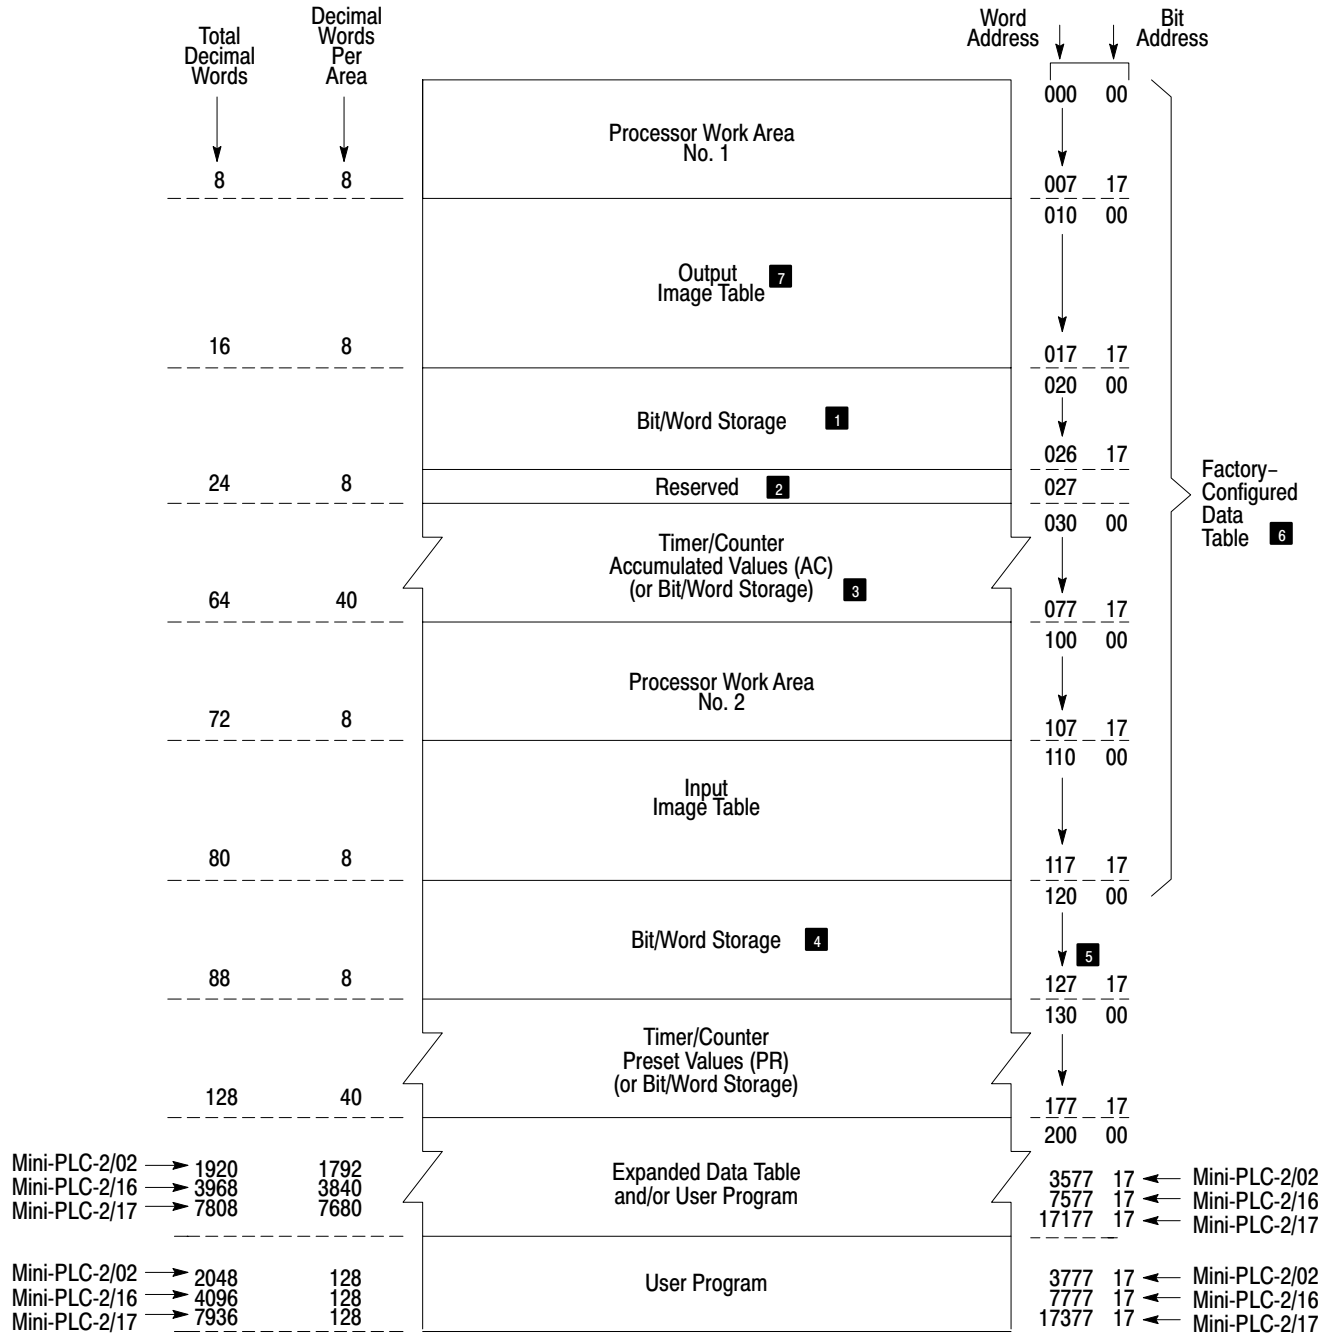 Total
Decimal
Words
Decimal
Words
Per
Area
Word
Address
Bit
Address
000 00
Processor Work Area
No. 1
8 8 007 17
010 00
Output 7
Image Table
16 8 017 17
020 00
Bit/Word Storage 1
026 17
24 8 Reserved 2 027
030 00
Timer/Counter
Accumulated Values (AC)
(or Bit/Word Storage) 3
64 40 077 17
100 00
Processor Work Area
No. 2
72 8 107 17
110 00
Input
Image Table
80 8 117 17
120 00
Factory–
Configured
Data
Table 6
Bit/Word Storage 4
5
88 8 127 17
130 00
Timer/Counter
Preset Values (PR)
(or Bit/Word Storage)
128 40 177 17
200 00
Expanded Data Table
and/or User Program
Mini-PLC-2/02 1920 1792 3577 17 Mini-PLC-2/02
Mini-PLC-2/16 3968 3840 7577 17 Mini-PLC-2/16
Mini-PLC-2/17 7808 7680 17177 17 Mini-PLC-2/17
User Program
Mini-PLC-2/02 2048 128 3777 17 Mini-PLC-2/02
Mini-PLC-2/16 4096 128 7777 17 Mini-PLC-2/16
Mini-PLC-2/17 7936 128 17377 17 Mini-PLC-2/17